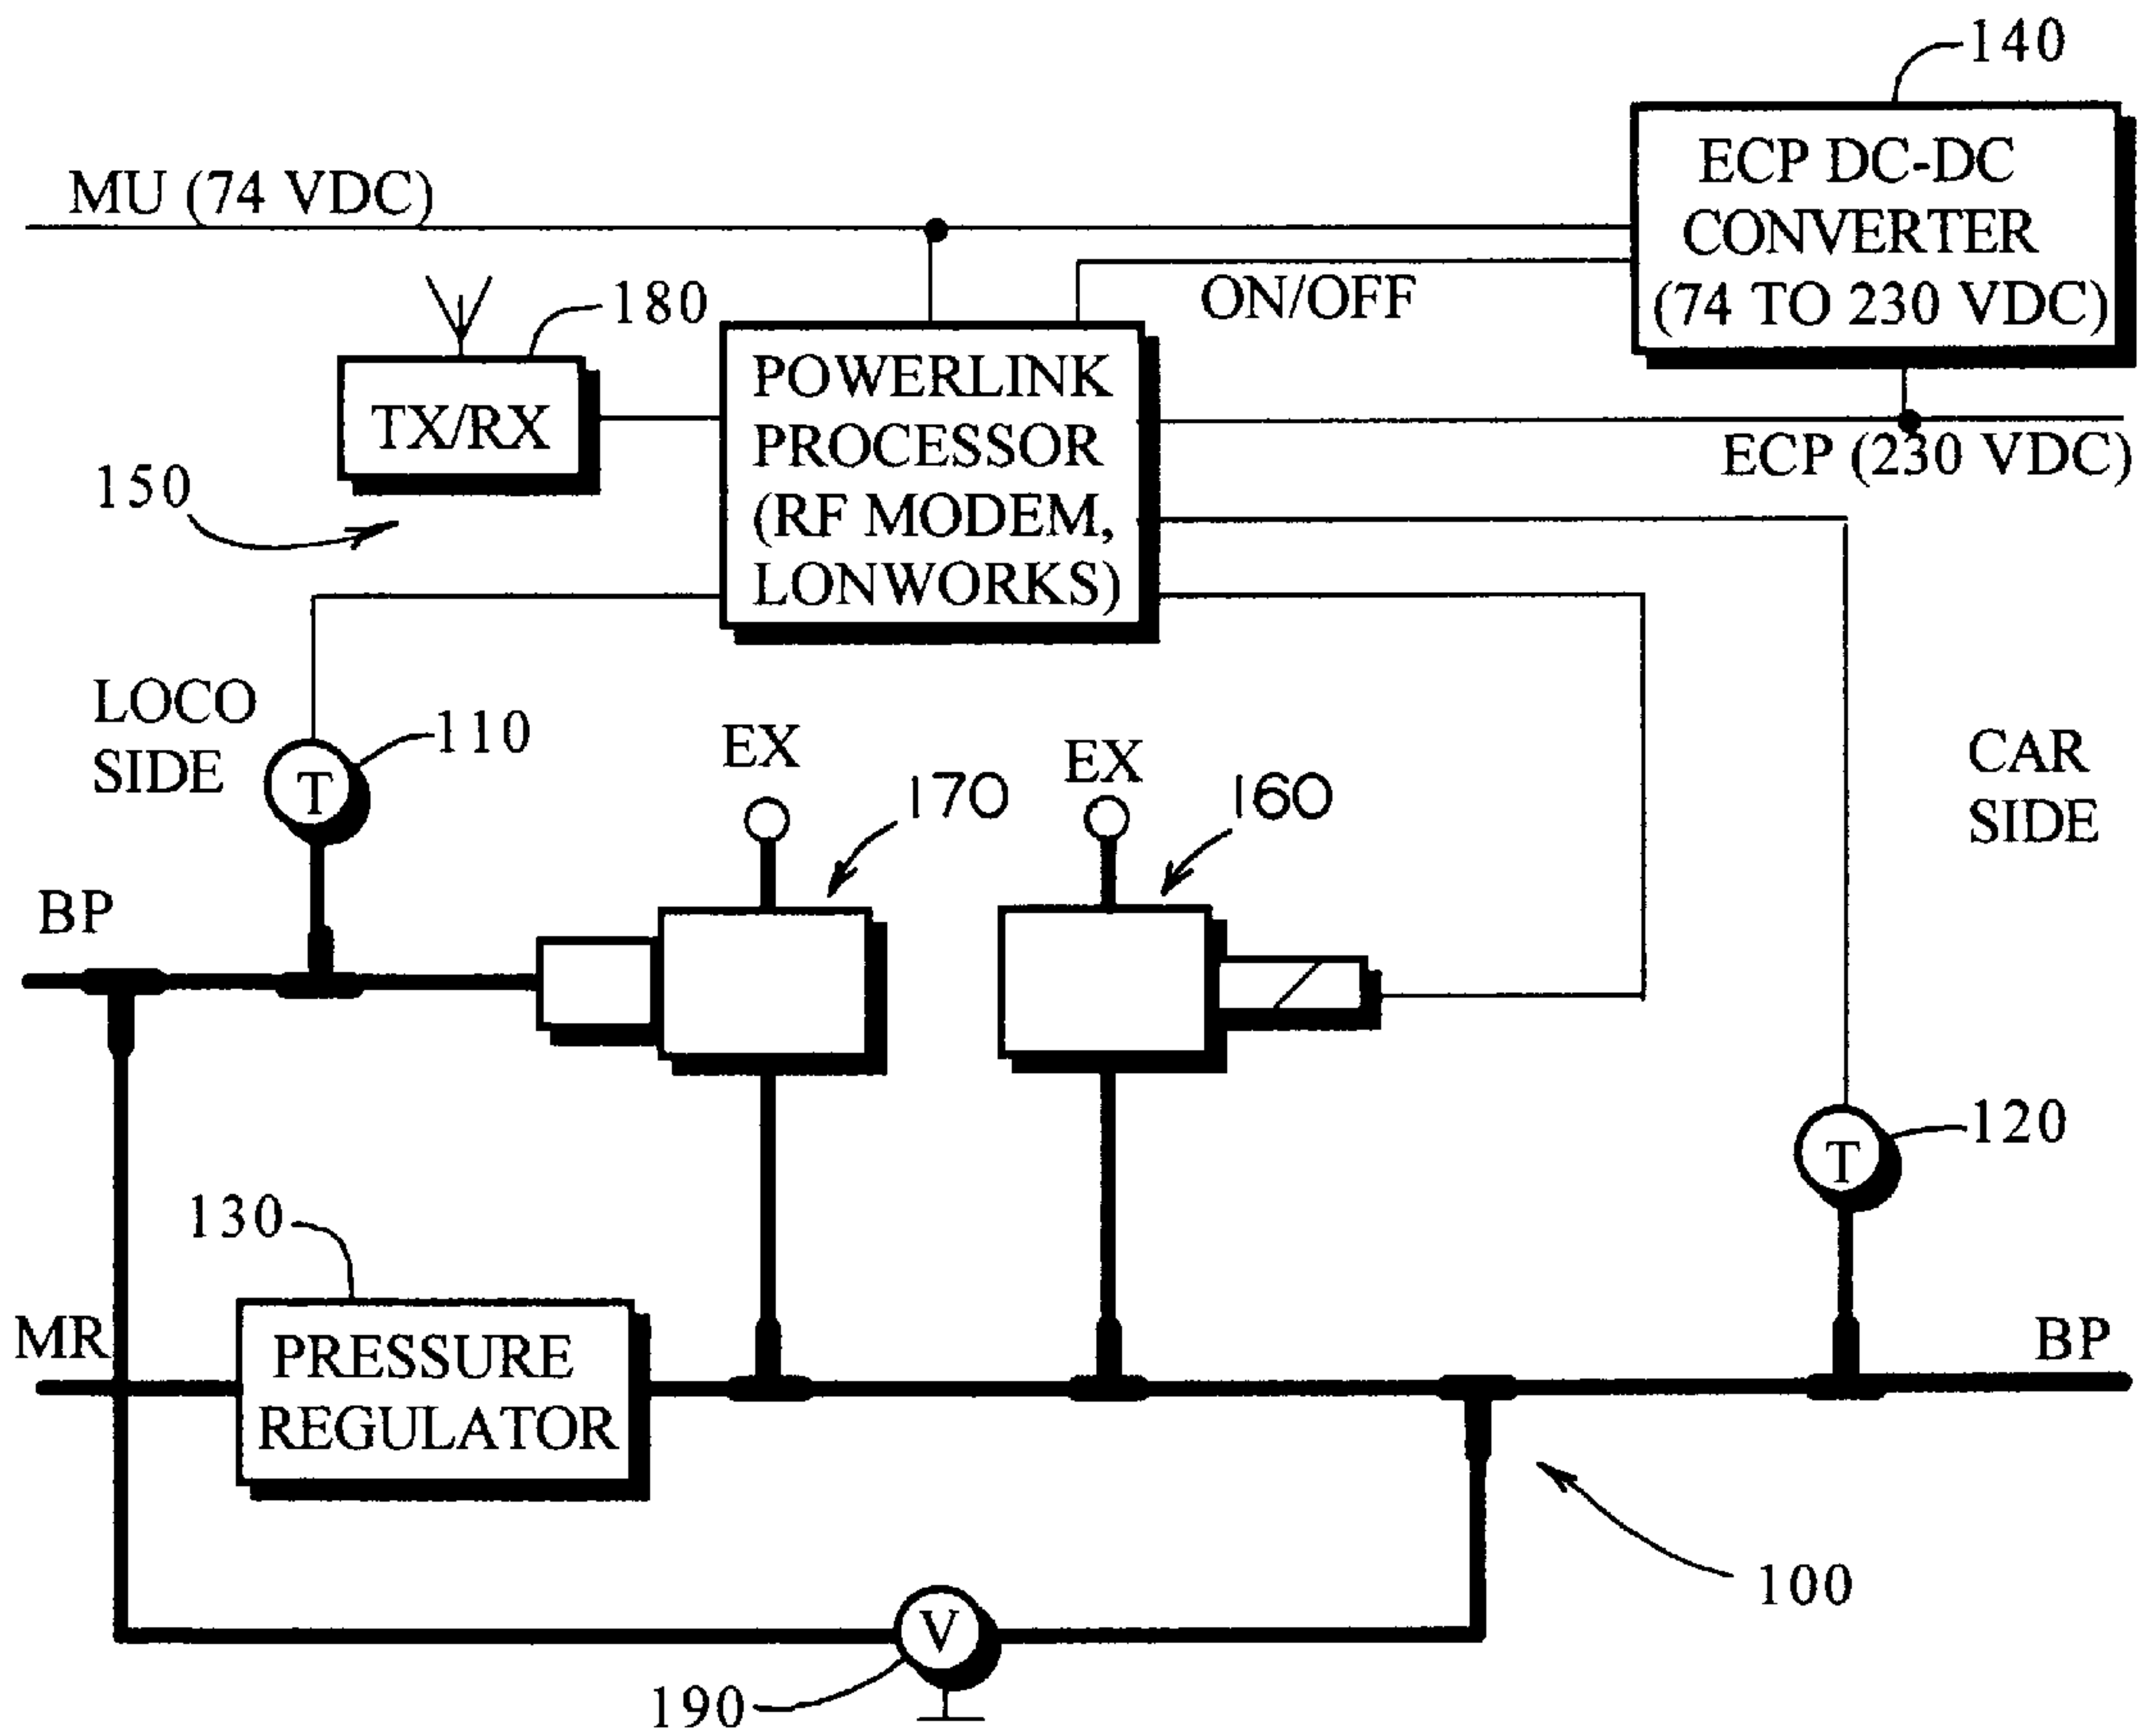 140
ECP DC-DC
CONVERTER
(74 TO 230 VDC)
MU (74 VDC)
ON/OFF
180
TX/RX
POWERLINK
PROCESSOR
(RF MODEM,
LONWORKS)
ECP (230 VDC)
150
LOCO
SIDE
110
T
EX
170
EX
160
CAR
SIDE
BP
120
T
130
MR
PRESSURE
REGULATOR
BP
100
V
190